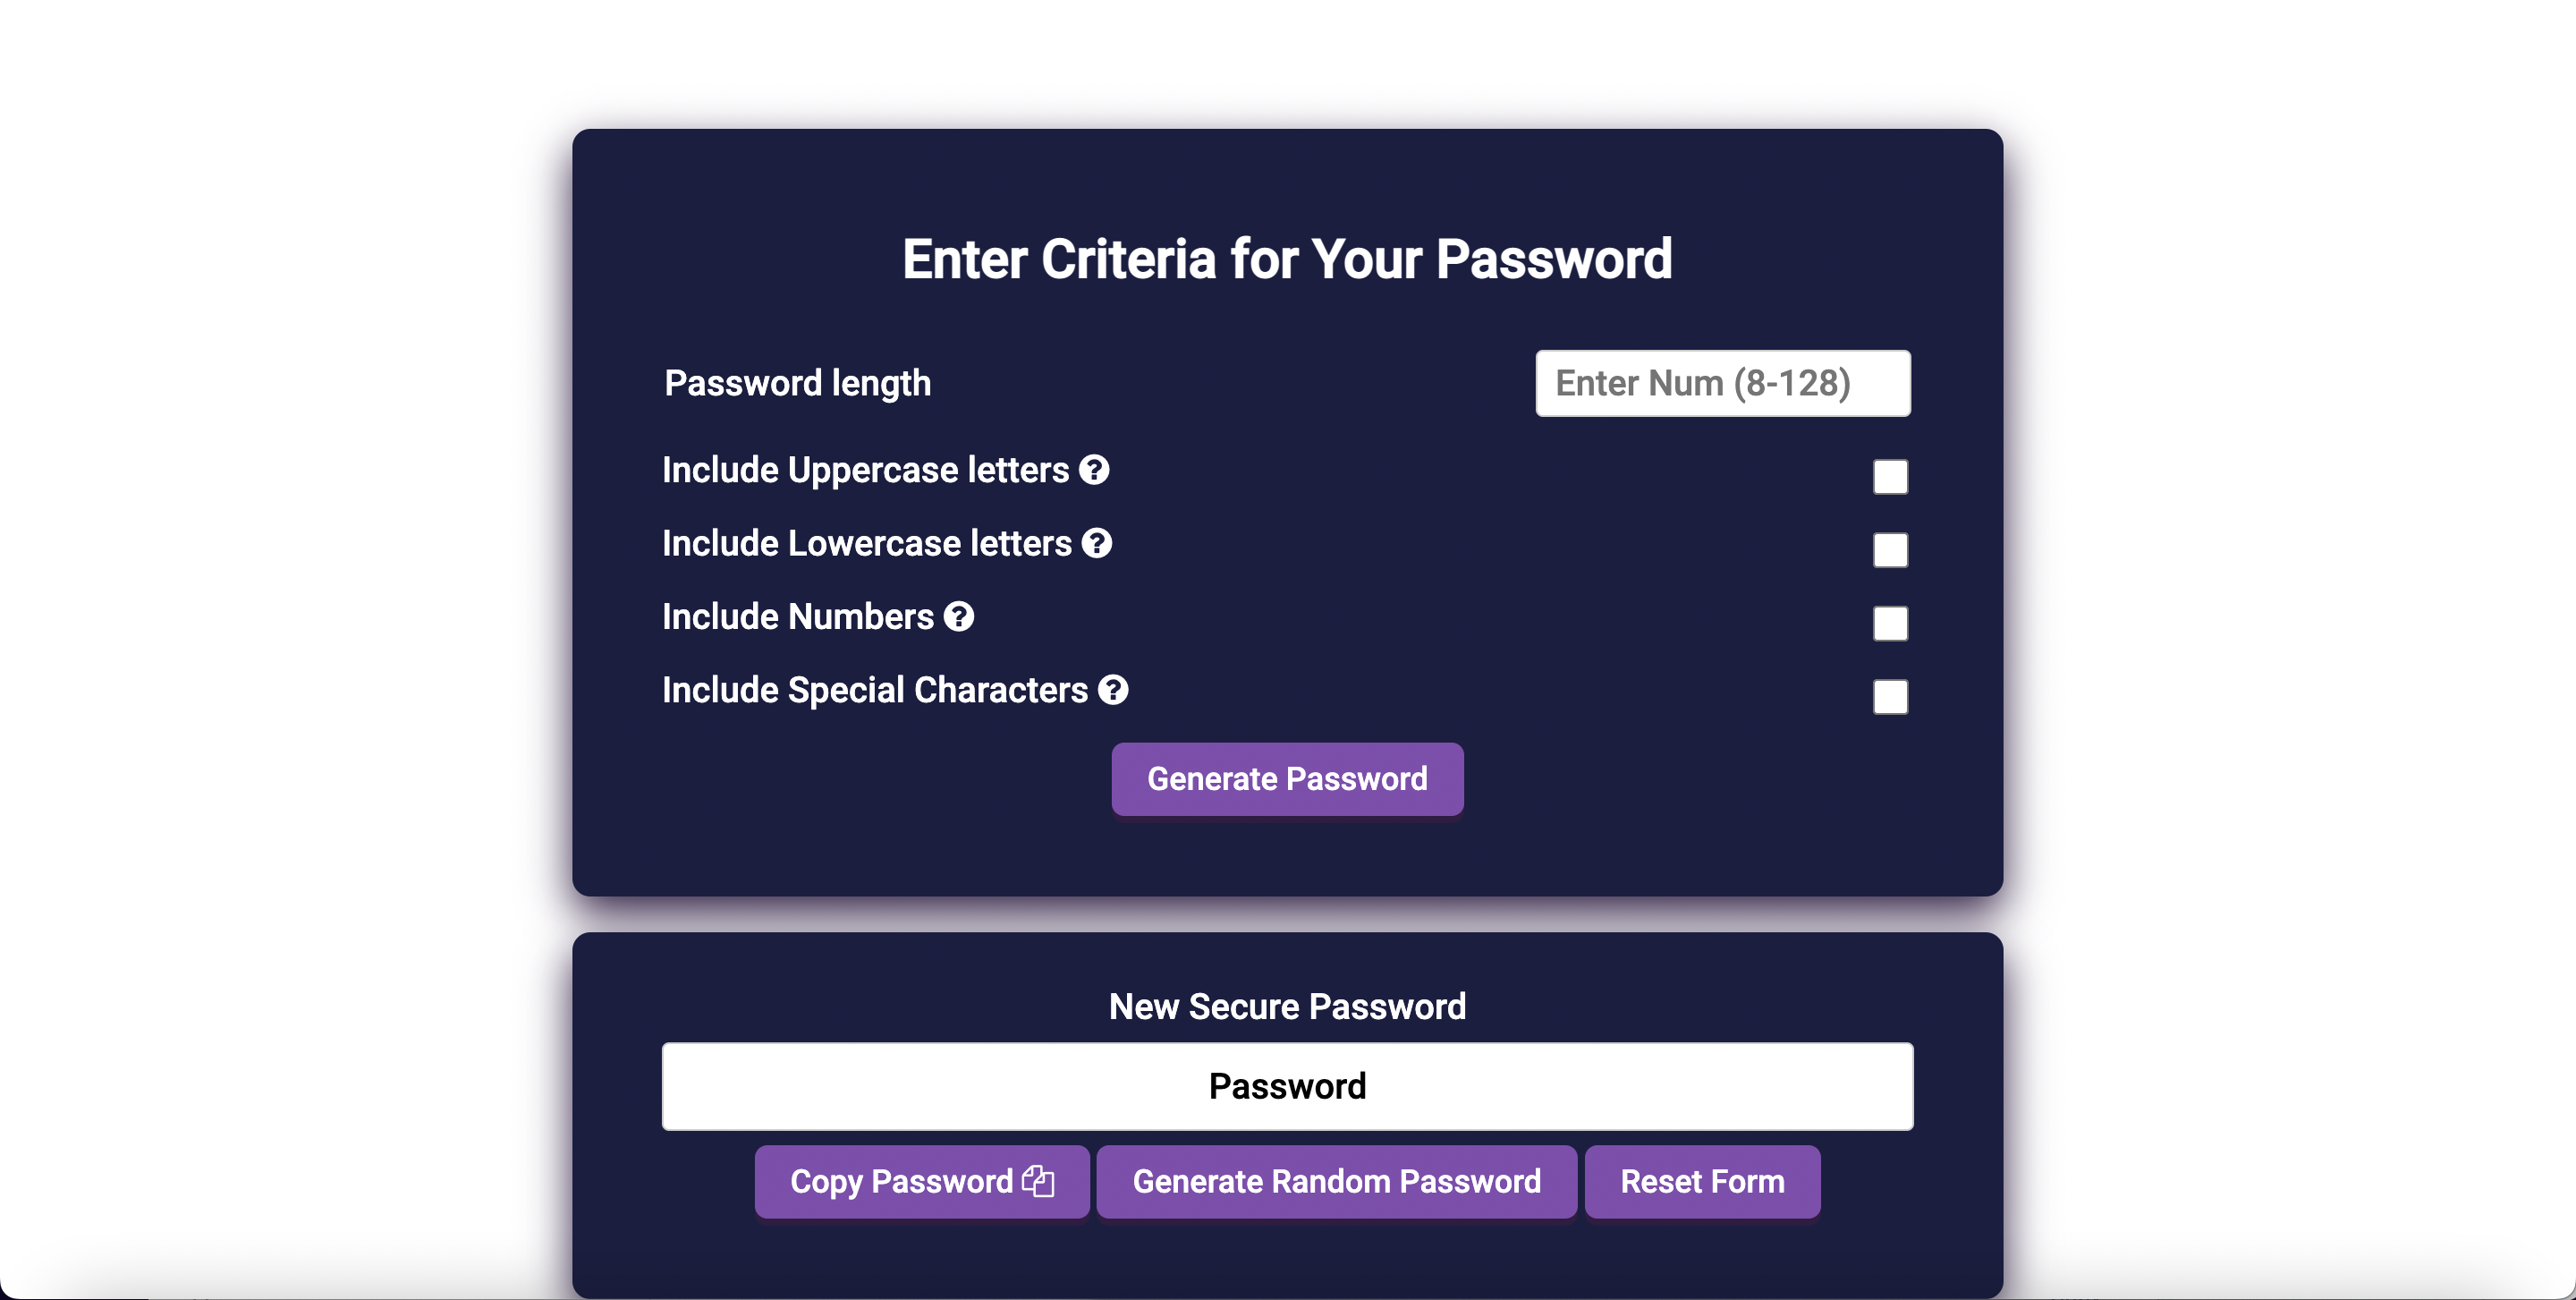 Enter Criteria for Your Password
Password length
Enter Num (8-128)
Include Uppercase letters ?
Include Lowercase letters ?
Include Numbers ?
Include Special Characters ?
Generate Password
New Secure Password
Password
Copy Password
Generate Random Password
Reset Form